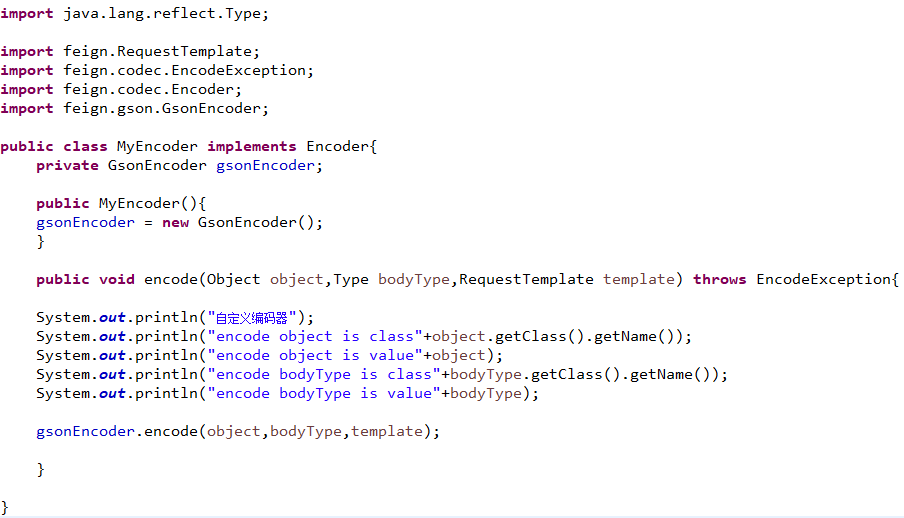 import java.lang.reflect.Type;
import feign.RequestTemplate;
import feign.codec.EncodeException;
import feign.codec.Encoder;
import feign.gson.GsonEncoder;
public class MyEncoder implements Encoder{
private GsonEncoder gsonEncoder;
public MyEncoder(){
gsonEncoder = new GsonEncoder();
}
public void encode(Object object,Type bodyType,RequestTemplate template) throws EncodeException{
System.out.println("自定义编码器");
System.out.println("encode object is class"+object.getClass().getName());
System.out.println("encode object is value"+object);
System.out.println("encode bodyType is class"+bodyType.getClass().getName());
System.out.println("encode bodyType is value"+bodyType);
gsonEncoder.encode(object,bodyType,template);
}
}